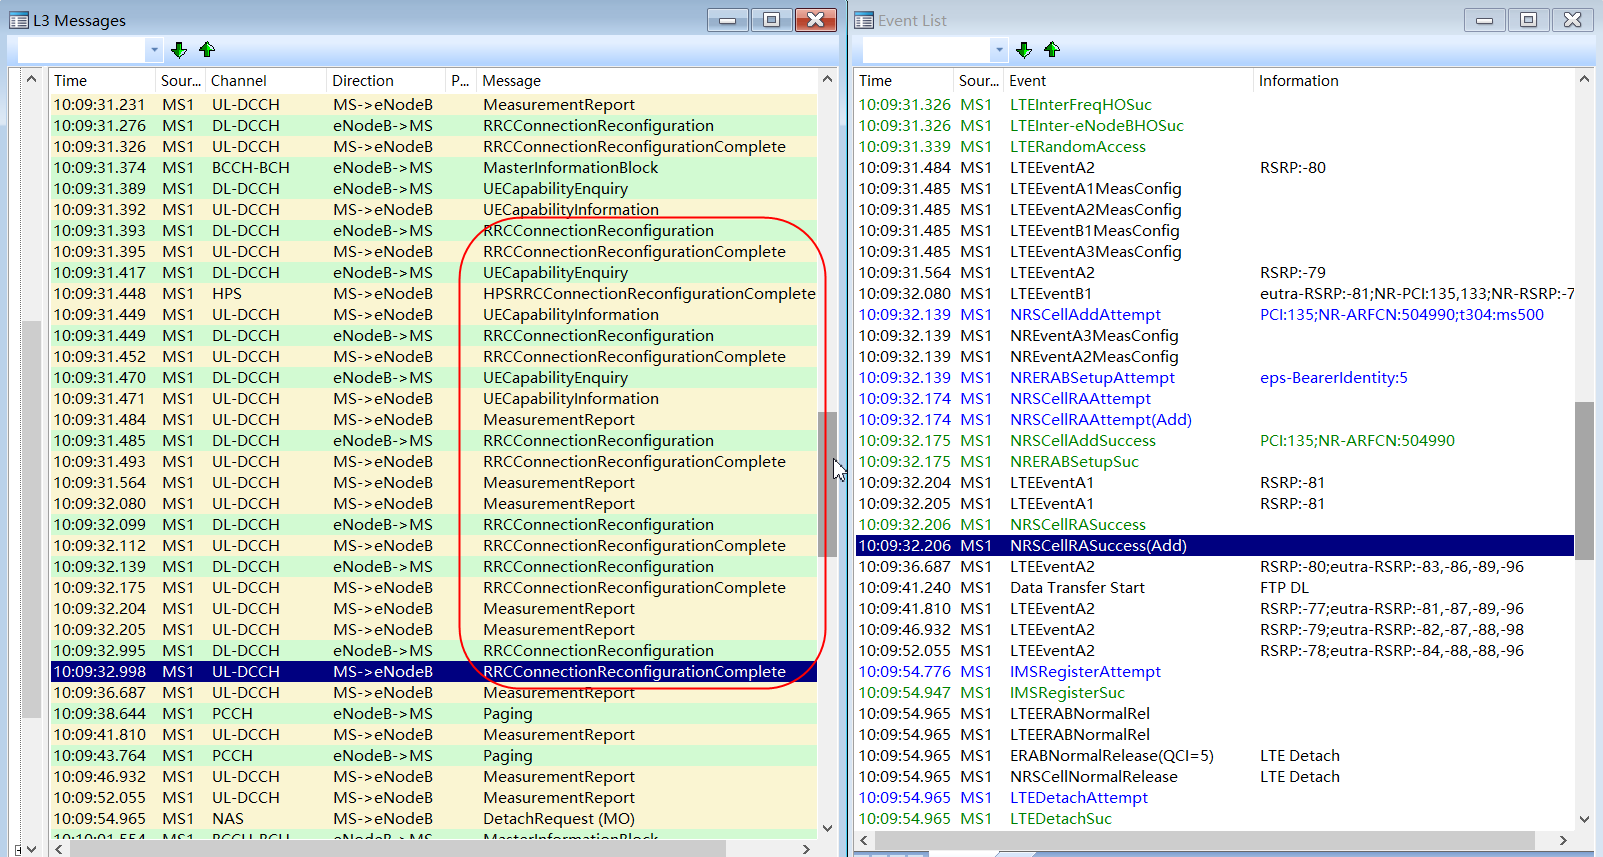 L3 Messages
Time Sour... Channel Direction P... Message
10:09:31.231 MS1 UL-DCCH MS->eNodeB MeasurementReport
10:09:31.276 MS1 DL-DCCH eNodeB->MS RRCConnectionReconfiguration
10:09:31.326 MS1 UL-DCCH MS->eNodeB RRCConnectionReconfigurationComplete
10:09:31.374 MS1 BCCH-BCH eNodeB->MS MasterInformationBlock
10:09:31.389 MS1 DL-DCCH eNodeB->MS UECapabilityEnquiry
10:09:31.392 MS1 UL-DCCH MS->eNodeB UECapabilityInformation
10:09:31.393 MS1 DL-DCCH eNodeB->MS RRCConnectionReconfiguration
10:09:31.395 MS1 UL-DCCH MS->eNodeB RRCConnectionReconfigurationComplete
10:09:31.417 MS1 DL-DCCH eNodeB->MS UECapabilityEnquiry
10:09:31.448 MS1 HPS MS->eNodeB HPSRRCConnectionReconfigurationComplete
10:09:31.449 MS1 UL-DCCH MS->eNodeB UECapabilityInformation
10:09:31.449 MS1 DL-DCCH eNodeB->MS RRCConnectionReconfiguration
10:09:31.452 MS1 UL-DCCH MS->eNodeB RRCConnectionReconfigurationComplete
10:09:31.470 MS1 DL-DCCH eNodeB->MS UECapabilityEnquiry
10:09:31.471 MS1 UL-DCCH MS->eNodeB UECapabilityInformation
10:09:31.484 MS1 UL-DCCH MS->eNodeB MeasurementReport
10:09:31.485 MS1 DL-DCCH eNodeB->MS RRCConnectionReconfiguration
10:09:31.493 MS1 UL-DCCH MS->eNodeB RRCConnectionReconfigurationComplete
10:09:31.564 MS1 UL-DCCH MS->eNodeB MeasurementReport
10:09:32.080 MS1 UL-DCCH MS->eNodeB MeasurementReport
10:09:32.099 MS1 DL-DCCH eNodeB->MS RRCConnectionReconfiguration
10:09:32.112 MS1 UL-DCCH MS->eNodeB RRCConnectionReconfigurationComplete
10:09:32.139 MS1 DL-DCCH eNodeB->MS RRCConnectionReconfiguration
10:09:32.175 MS1 UL-DCCH MS->eNodeB RRCConnectionReconfigurationComplete
10:09:32.204 MS1 UL-DCCH MS->eNodeB MeasurementReport
10:09:32.205 MS1 UL-DCCH MS->eNodeB MeasurementReport
10:09:32.995 MS1 DL-DCCH eNodeB->MS RRCConnectionReconfiguration
10:09:32.998 MS1 UL-DCCH MS->eNodeB RRCConnectionReconfigurationComplete
10:09:36.687 MS1 UL-DCCH MS->eNodeB MeasurementReport
10:09:38.644 MS1 PCCH eNodeB->MS Paging
10:09:41.810 MS1 UL-DCCH MS->eNodeB MeasurementReport
10:09:43.764 MS1 PCCH eNodeB->MS Paging
10:09:46.932 MS1 UL-DCCH MS->eNodeB MeasurementReport
10:09:52.055 MS1 UL-DCCH MS->eNodeB MeasurementReport
10:09:54.965 MS1 NAS MS->eNodeB DetachRequest (MO)
10:10:01.554 MS1 BCCH-BCH eNodeB->MS MasterInformationBlock
Event List
Time Sour... Event Information
10:09:31.326 MS1 LTEInterFreqHOSuc
10:09:31.326 MS1 LTEInter-eNodeBHOSuc
10:09:31.339 MS1 LTERandomAccess
10:09:31.484 MS1 LTEEventA2 RSRP:-80
10:09:31.485 MS1 LTEEventA1MeasConfig
10:09:31.485 MS1 LTEEventA2MeasConfig
10:09:31.485 MS1 LTEEventB1MeasConfig
10:09:31.485 MS1 LTEEventA3MeasConfig
10:09:31.564 MS1 LTEEventA2 RSRP:-79
10:09:32.080 MS1 LTEEventB1 eutra-RSRP:-81;NR-PCI:135,133;NR-RSRP:-7
10:09:32.139 MS1 NRSCellAddAttempt PCI:135;NR-ARFCN:504990;t304:ms500
10:09:32.139 MS1 NREventA3MeasConfig
10:09:32.139 MS1 NREventA2MeasConfig
10:09:32.139 MS1 NRERABSetupAttempt eps-BearerIdentity:5
10:09:32.174 MS1 NRSCellRAAttempt
10:09:32.174 MS1 NRSCellRAAttempt(Add)
10:09:32.175 MS1 NRSCellAddSuccess PCI:135;NR-ARFCN:504990
10:09:32.175 MS1 NRERABSetupSuc
10:09:32.204 MS1 LTEEventA1 RSRP:-81
10:09:32.205 MS1 LTEEventA1 RSRP:-81
10:09:32.206 MS1 NRSCellRASuccess
10:09:32.206 MS1 NRSCellRASuccess(Add)
10:09:36.687 MS1 LTEEventA2 RSRP:-80;eutra-RSRP:-83,-86,-89,-96
10:09:41.240 MS1 Data Transfer Start FTP DL
10:09:41.810 MS1 LTEEventA2 RSRP:-77;eutra-RSRP:-81,-87,-89,-96
10:09:46.932 MS1 LTEEventA2 RSRP:-79;eutra-RSRP:-82,-87,-88,-98
10:09:52.055 MS1 LTEEventA2 RSRP:-78;eutra-RSRP:-84,-88,-88,-96
10:09:54.776 MS1 IMSRegisterAttempt
10:09:54.947 MS1 IMSRegisterSuc
10:09:54.965 MS1 LTEERABNormalRel
10:09:54.965 MS1 LTEERABNormalRel
10:09:54.965 MS1 ERABNormalRelease(QCI=5) LTE Detach
10:09:54.965 MS1 NRSCellNormalRelease LTE Detach
10:09:54.965 MS1 LTEDetachAttempt
10:09:54.965 MS1 LTEDetachSuc